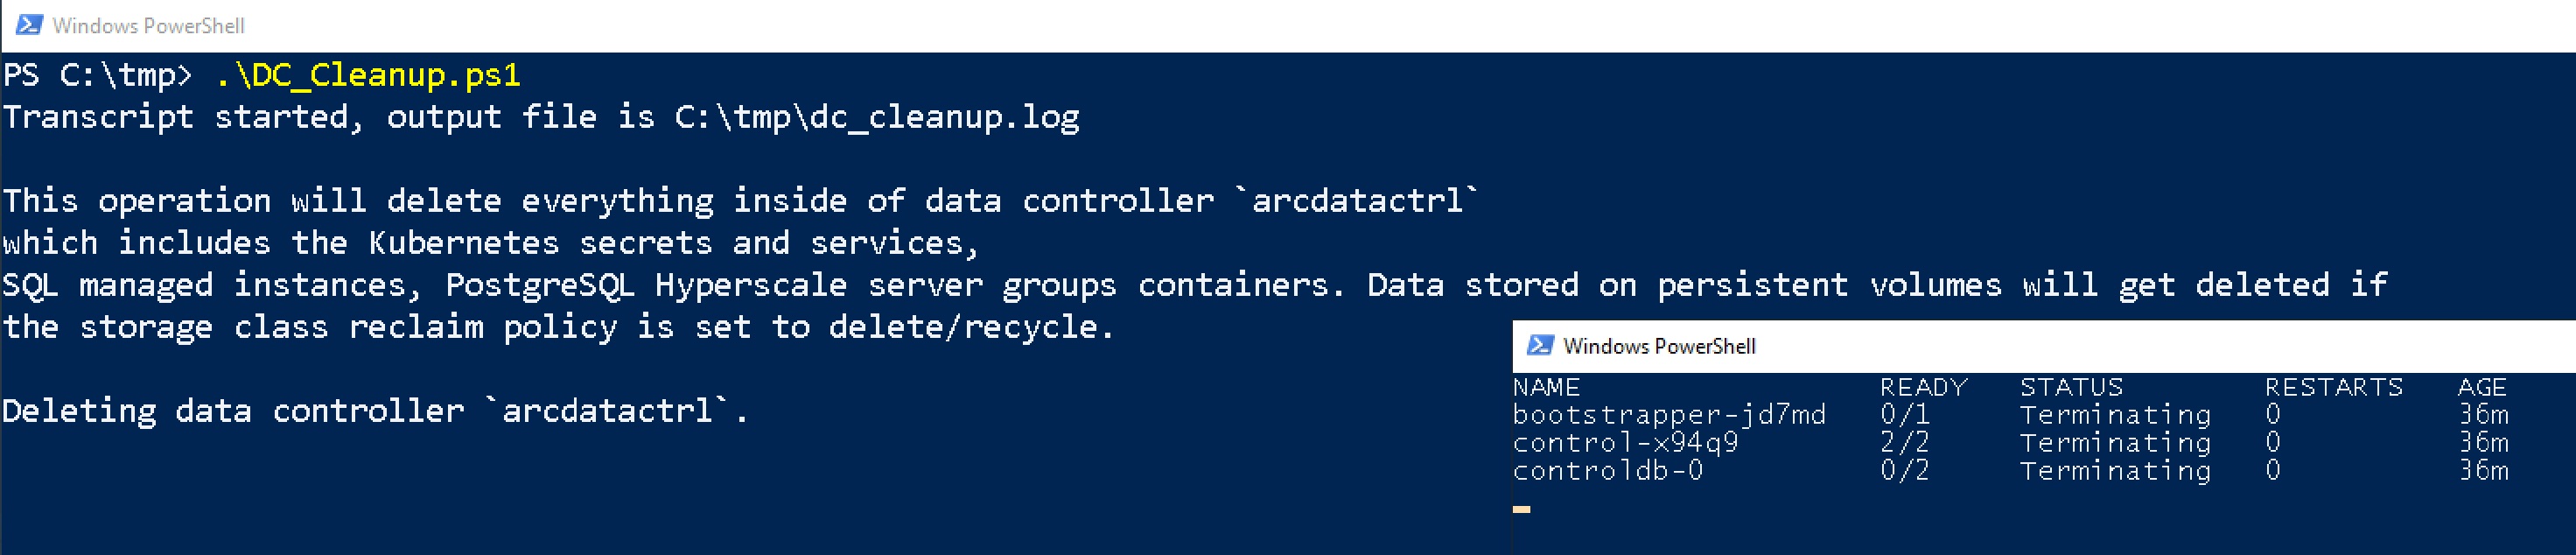 Windows PowerShell
PS C:\tmp> .\DC_Cleanup.ps1
Transcript started, output file is C:\tmp\dc_cleanup.log
This operation will delete everything inside of data controller `arcdatactrl`
which includes the Kubernetes secrets and services,
SQL managed instances, PostgreSQL Hyperscale server groups containers. Data stored on persistent volumes will get deleted if
the storage class reclaim policy is set to delete/recycle.
Deleting data controller `arcdatactrl`.
Windows PowerShell
NAME READY STATUS RESTARTS AGE
bootstrapper-jd7md 0/1 Terminating 0 36m
control-x94q9 2/2 Terminating 0 36m
controldb-0 0/2 Terminating 0 36m